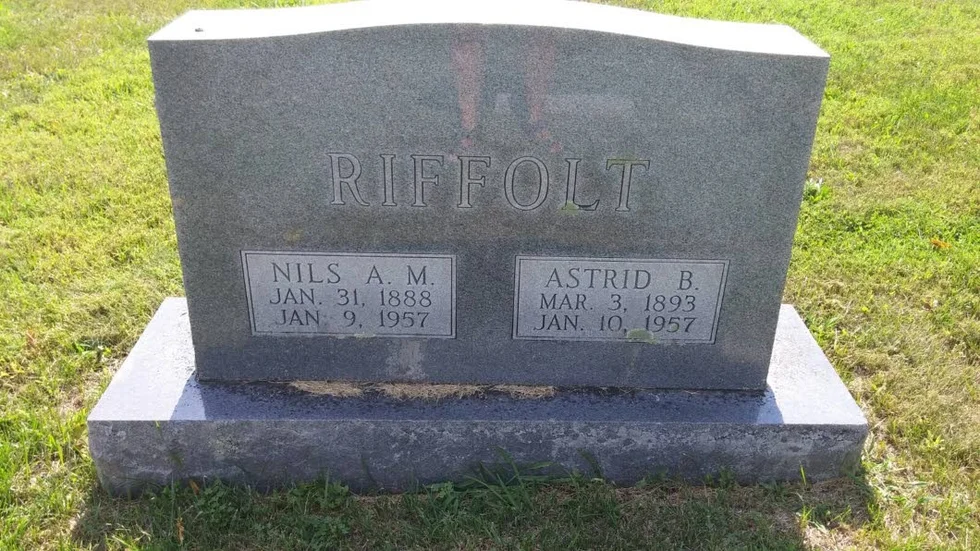 RIFFOLT
NILS A. M.
JAN. 31, 1888
JAN. 9, 1957
ASTRID B.
MAR. 3, 1893
JAN. 10, 1957